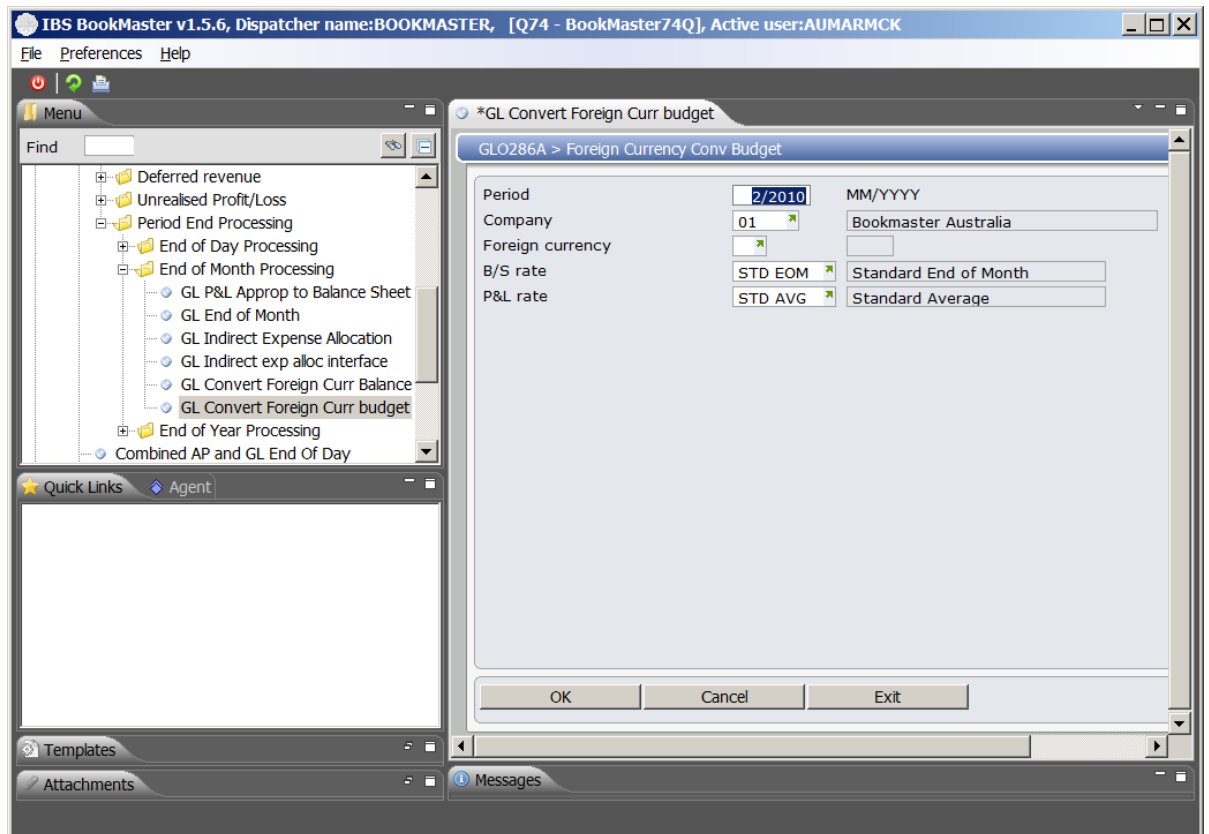 IBS BookMaster v1.5.6, Dispatcher name:BOOKMASTER, [Q74 - BookMaster74Q], Active user:AUMARMCK
File Preferences Help
Menu
Find
Deferred revenue
Unrealised Profit/Loss
Period End Processing
End of Day Processing
End of Month Processing
GL P&L Approp to Balance Sheet
GL End of Month
GL Indirect Expense Allocation
GL Indirect exp alloc interface
GL Convert Foreign Curr Balance
GL Convert Foreign Curr budget
End of Year Processing
Combined AP and GL End Of Day
Quick Links Agent
Templates
Attachments
*GL Convert Foreign Curr budget
GLO286A > Foreign Currency Conv Budget
Period 2/2010 MM/YYYY
Company 01 Bookmaster Australia
Foreign currency
B/S rate STD EOM Standard End of Month
P&L rate STD AVG Standard Average
OK Cancel Exit
Messages